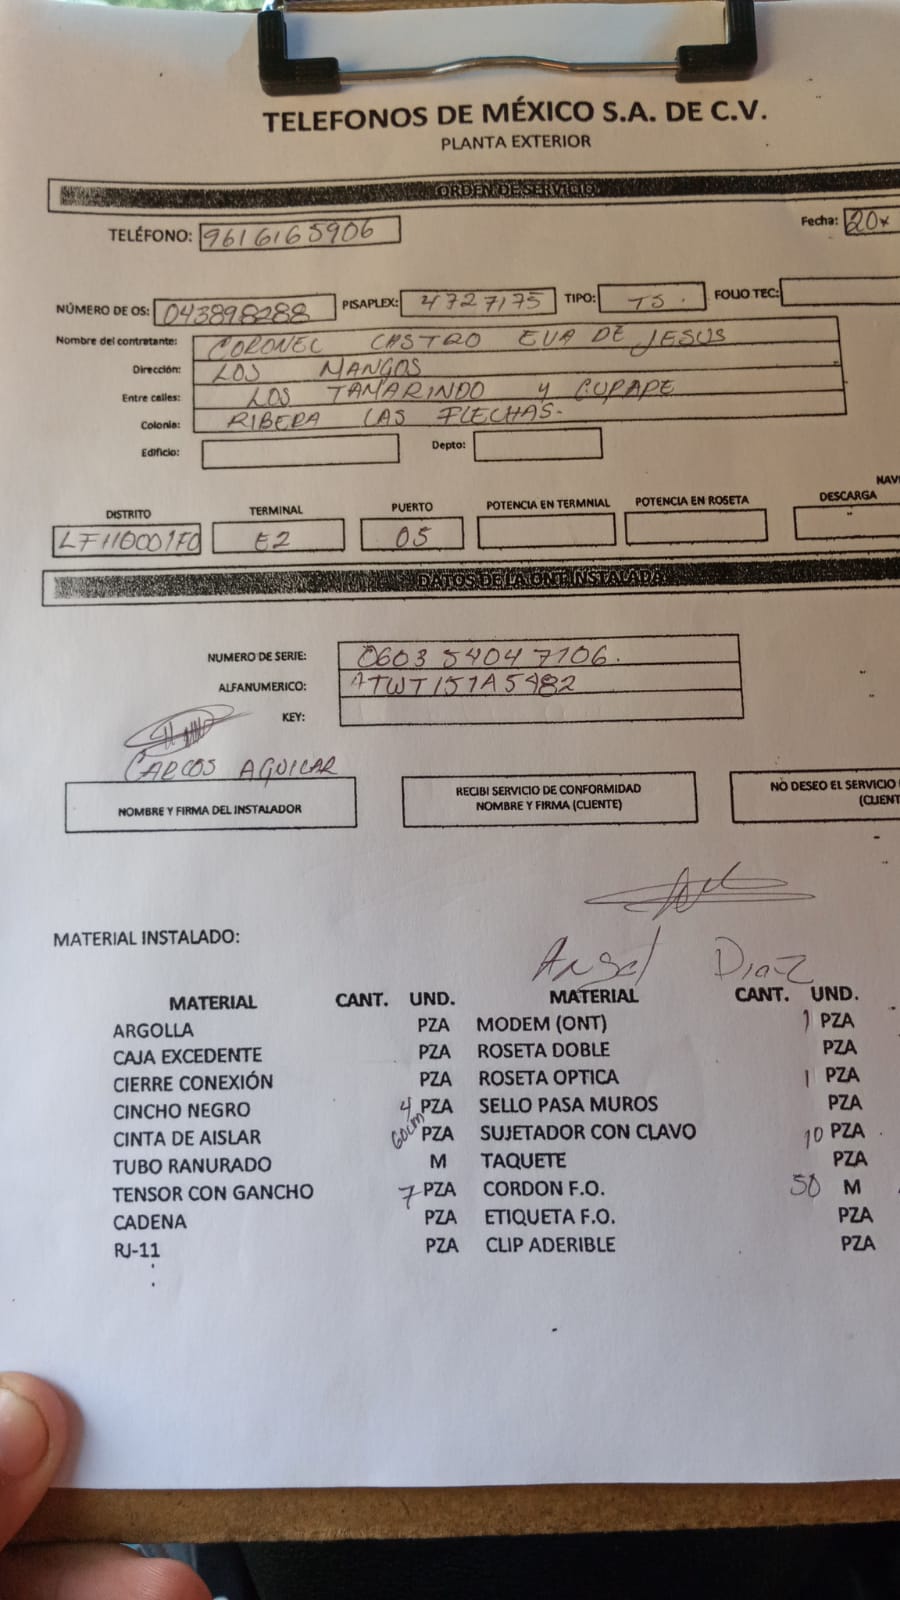 TELEFONOS DE MÉXICO S.A. DE C.V.
PLANTA EXTERIOR
ORDEN DE SERVICIO
TELÉFONO: 9616165906 Fecha: 20x
NÚMERO DE OS: 043898288 PISAPLEX: 4727175 TIPO: TS. FOLIO TEC:
Nombre del contratante: CORONEL CASTRO EVA DE JESUS
Dirección: LOS MANGOS
Entre calles: LOS TAMARINDO y CUPAPE
Colonia: RIBERA LAS FLECHAS.
Edificio: Depto:
NAV
DISTRITO TERMINAL PUERTO POTENCIA EN TERMNIAL POTENCIA EN ROSETA DESCARGA
LF110001F0 E2 05
DATOS DE LA ONT INSTALADA
NUMERO DE SERIE: 0603 5404 7106.
ALFANUMERICO: ATWT151A5482
KEY:
CARLOS AGUILAR
NOMBRE Y FIRMA DEL INSTALADOR
RECIBI SERVICIO DE CONFORMIDAD
NOMBRE Y FIRMA (CLIENTE)
NO DESEO EL SERVICIO
(CLIENT
MATERIAL INSTALADO:
Angel Diaz
MATERIAL CANT. UND. MATERIAL CANT. UND.
ARGOLLA PZA MODEM (ONT) 1 PZA
CAJA EXCEDENTE PZA ROSETA DOBLE PZA
CIERRE CONEXIÓN PZA ROSETA OPTICA 1 PZA
CINCHO NEGRO 4 PZA SELLO PASA MUROS PZA
CINTA DE AISLAR 60cm PZA SUJETADOR CON CLAVO 10 PZA
TUBO RANURADO M TAQUETE PZA
TENSOR CON GANCHO 7 PZA CORDON F.O. 50 M
CADENA PZA ETIQUETA F.O. PZA
RJ-11 PZA CLIP ADERIBLE PZA